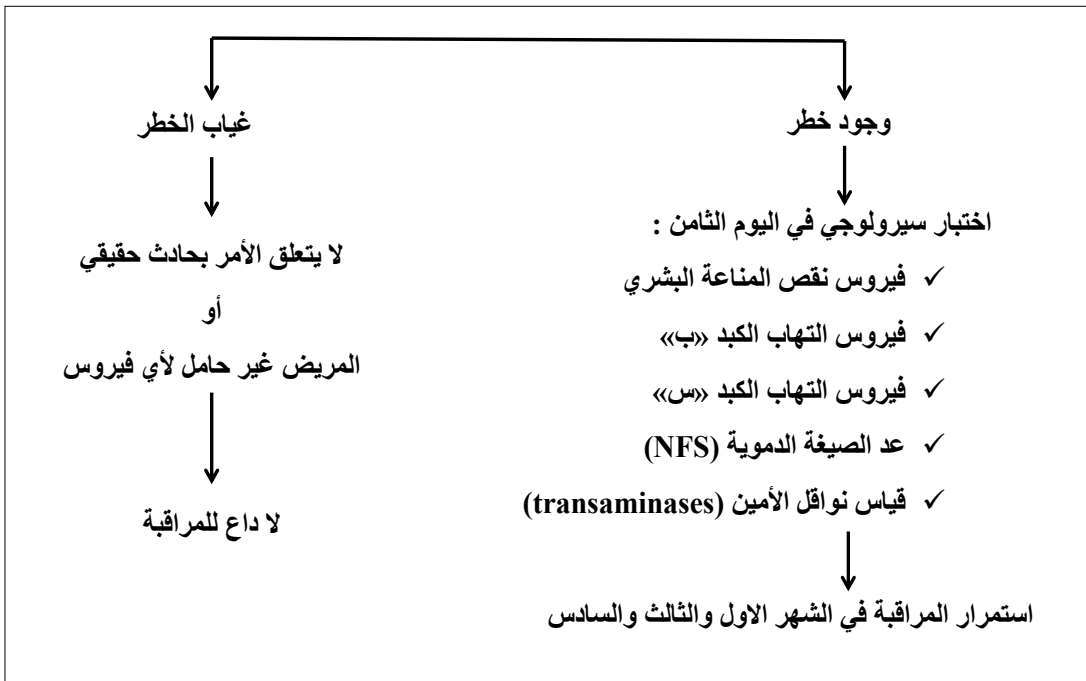 وجود خطر
اختبار سيرولوجي في اليوم الثامن :
✓ فيروس نقص المناعة البشري
✓ فيروس التهاب الكبد «ب»
✓ فيروس التهاب الكبد «س»
✓ عد الصيغة الدموية (NFS)
✓ قياس نواقل الأمين (transaminases)
استمرار المراقبة في الشهر الاول والثالث والسادس
غياب الخطر
لا يتعلق الأمر بحادث حقيقي
أو
المريض غير حامل لأي فيروس
لا داع للمراقبة